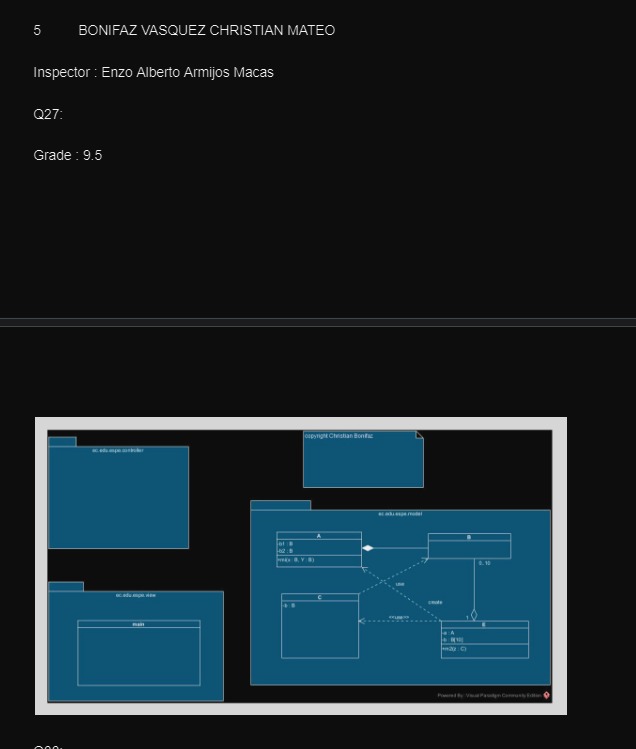 5 BONIFAZ VASQUEZ CHRISTIAN MATEO
Inspector : Enzo Alberto Armijos Macas
Q27:
Grade : 9.5
copyright Christian Bonifaz
ec.edu.espe.controller
ec.edu.espe.model
A
-b1 : B
-b2 : B
+m(x : B, Y : B)
B
5..10
use
ec.edu.espe.view
C
-b : B
create
main
<<use>>
1
E
-a : A
-b : B[10]
+m2(z : C)
Powered By: Visual Paradigm Community Edition